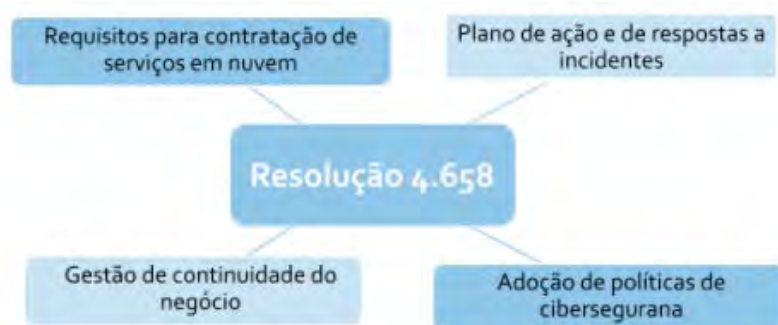 Requisitos para contratação de
serviços em nuvem
Plano de ação e de respostas a
incidentes
Resolução 4.658
Gestão de continuidade do
negócio
Adoção de políticas de
cibersegurana